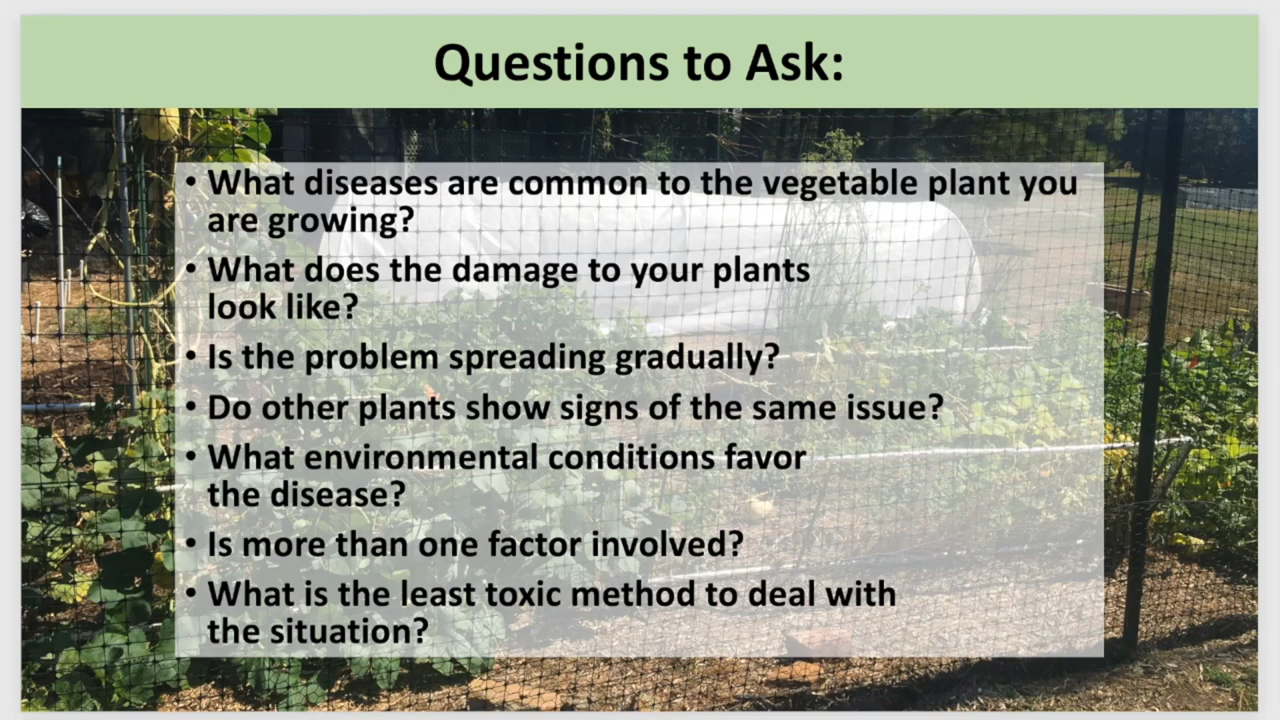 Questions to Ask:
• What diseases are common to the vegetable plant you
are growing?
• What does the damage to your plants
look like?
• Is the problem spreading gradually?
• Do other plants show signs of the same issue?
• What environmental conditions favor
the disease?
• Is more than one factor involved?
• What is the least toxic method to deal with
the situation?